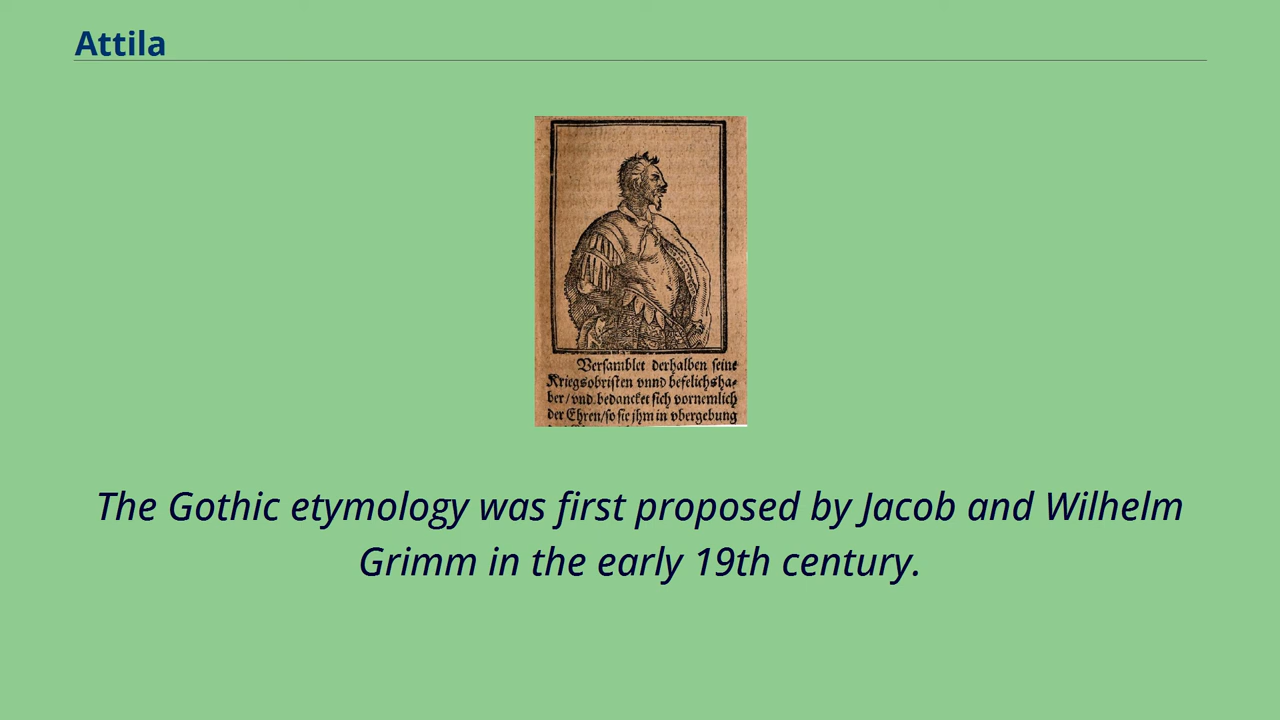 Attila
Versamblet derhalben seine
Kriegsobristen vnnd befelichsha-
ber/vnd bedancket sich vornemlich
der Ehren/so sie jhm in vbergebung
The Gothic etymology was first proposed by Jacob and Wilhelm
Grimm in the early 19th century.